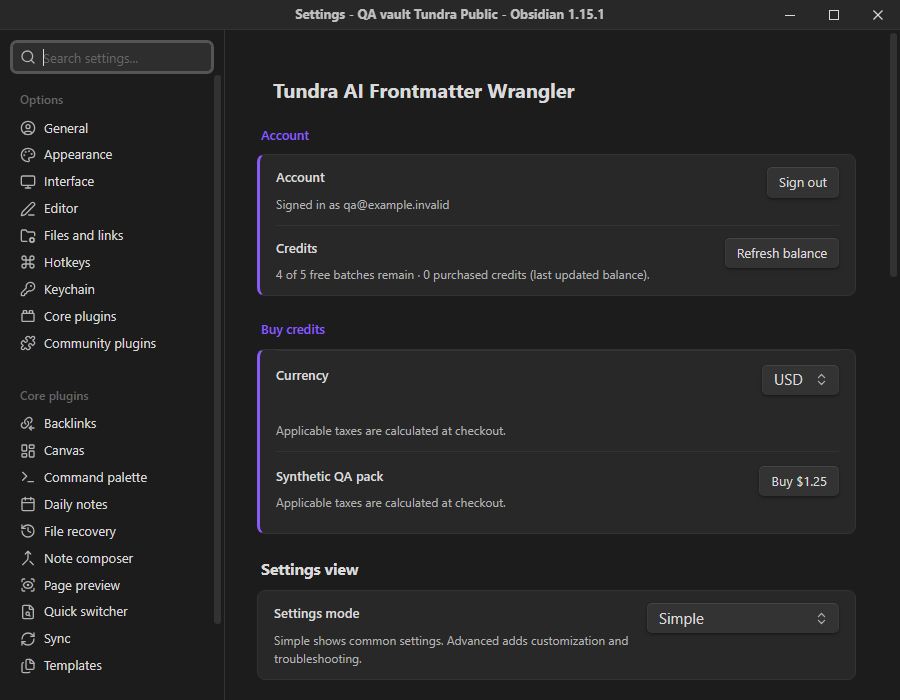 Settings - QA vault Tundra Public - Obsidian 1.15.1
Search settings...
Options
General
Appearance
Interface
Editor
Files and links
Hotkeys
Keychain
Core plugins
Community plugins
Core plugins
Backlinks
Canvas
Command palette
Daily notes
File recovery
Note composer
Page preview
Quick switcher
Sync
Templates
Tundra AI Frontmatter Wrangler
Account
Account
Signed in as qa@example.invalid
Sign out
Credits
4 of 5 free batches remain · 0 purchased credits (last updated balance).
Refresh balance
Buy credits
Currency
USD
Applicable taxes are calculated at checkout.
Synthetic QA pack
Applicable taxes are calculated at checkout.
Buy $1.25
Settings view
Settings mode
Simple shows common settings. Advanced adds customization and
troubleshooting.
Simple